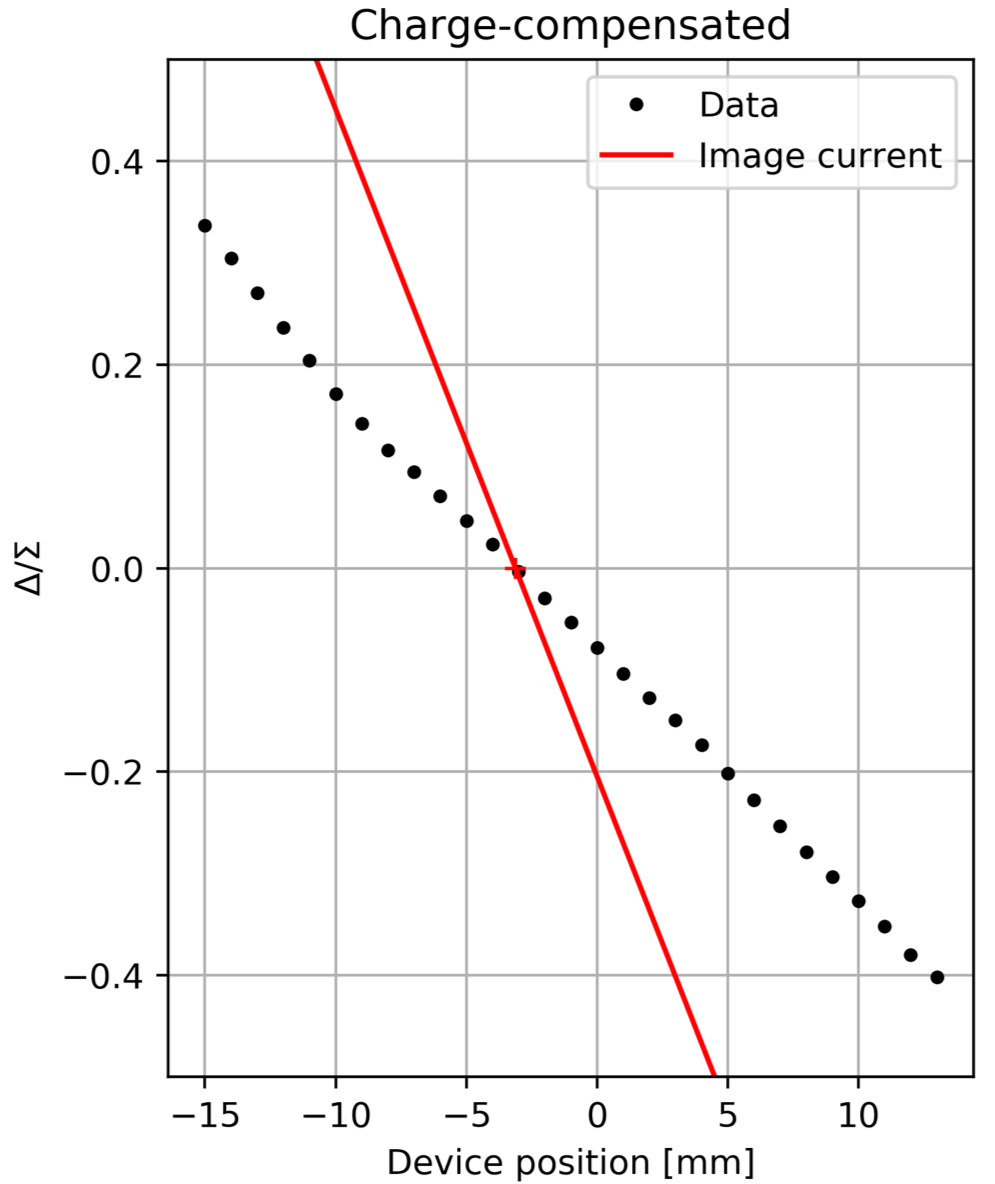 Charge-compensated
Data
Image current
Δ/Σ
0.4
0.2
0.0
−0.2
−0.4
−15 −10 −5 0 5 10
Device position [mm]